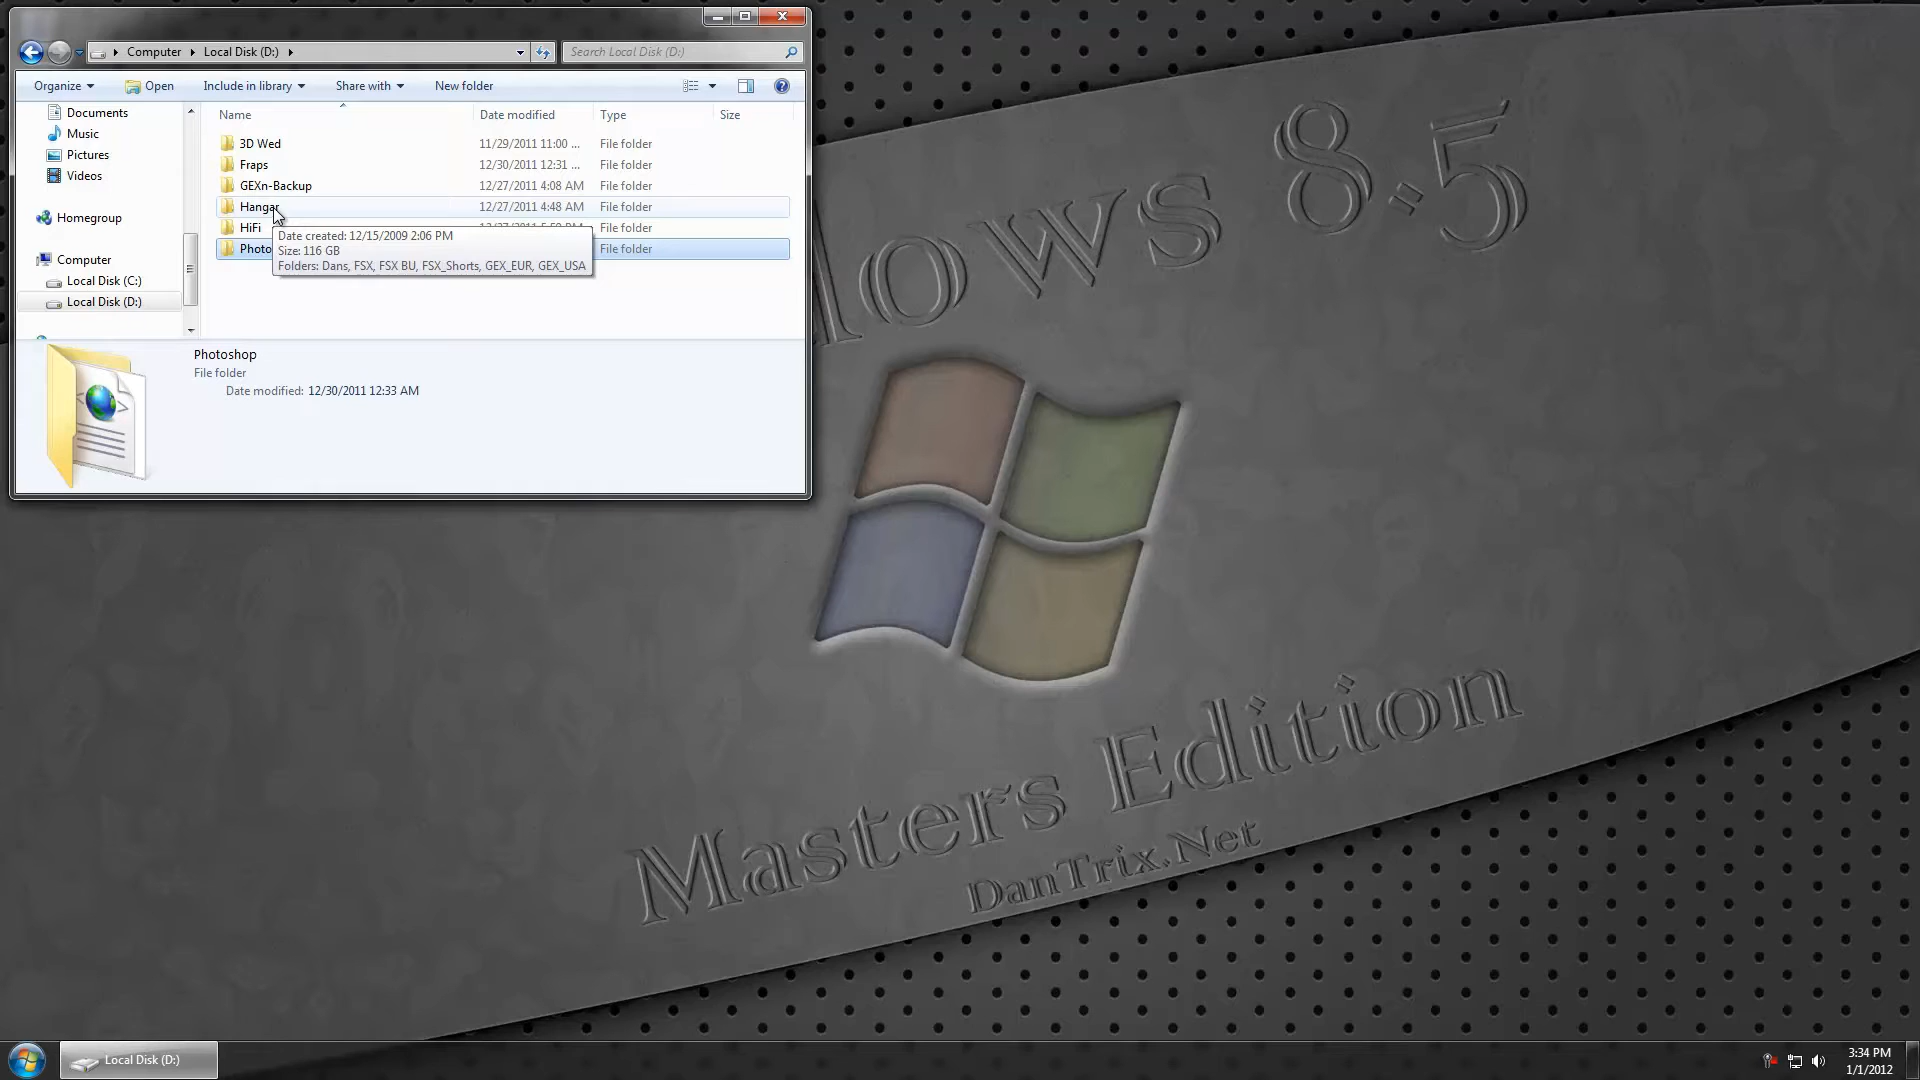 Computer Local Disk (D:)
Search Local Disk (D:)
Organize Open Include in library Share with New folder
Documents
Music
Pictures
Videos
Homegroup
Computer
Local Disk (C:)
Local Disk (D:)
Name Date modified Type Size
3D Wed 11/29/2011 11:00 ... File folder
Fraps 12/30/2011 12:31 ... File folder
GEXn-Backup 12/27/2011 4:08 AM File folder
Hangar 12/27/2011 4:48 AM File folder
HiFi File folder
Photo File folder
Date created: 12/15/2009 2:06 PM
Size: 116 GB
Folders: Dans, FSX, FSX BU, FSX_Shorts, GEX_EUR, GEX_USA
Photoshop
File folder
Date modified: 12/30/2011 12:33 AM
dows 8.5
Masters Edition
DanTrix.Net
Local Disk (D:)
3:34 PM
1/1/2012